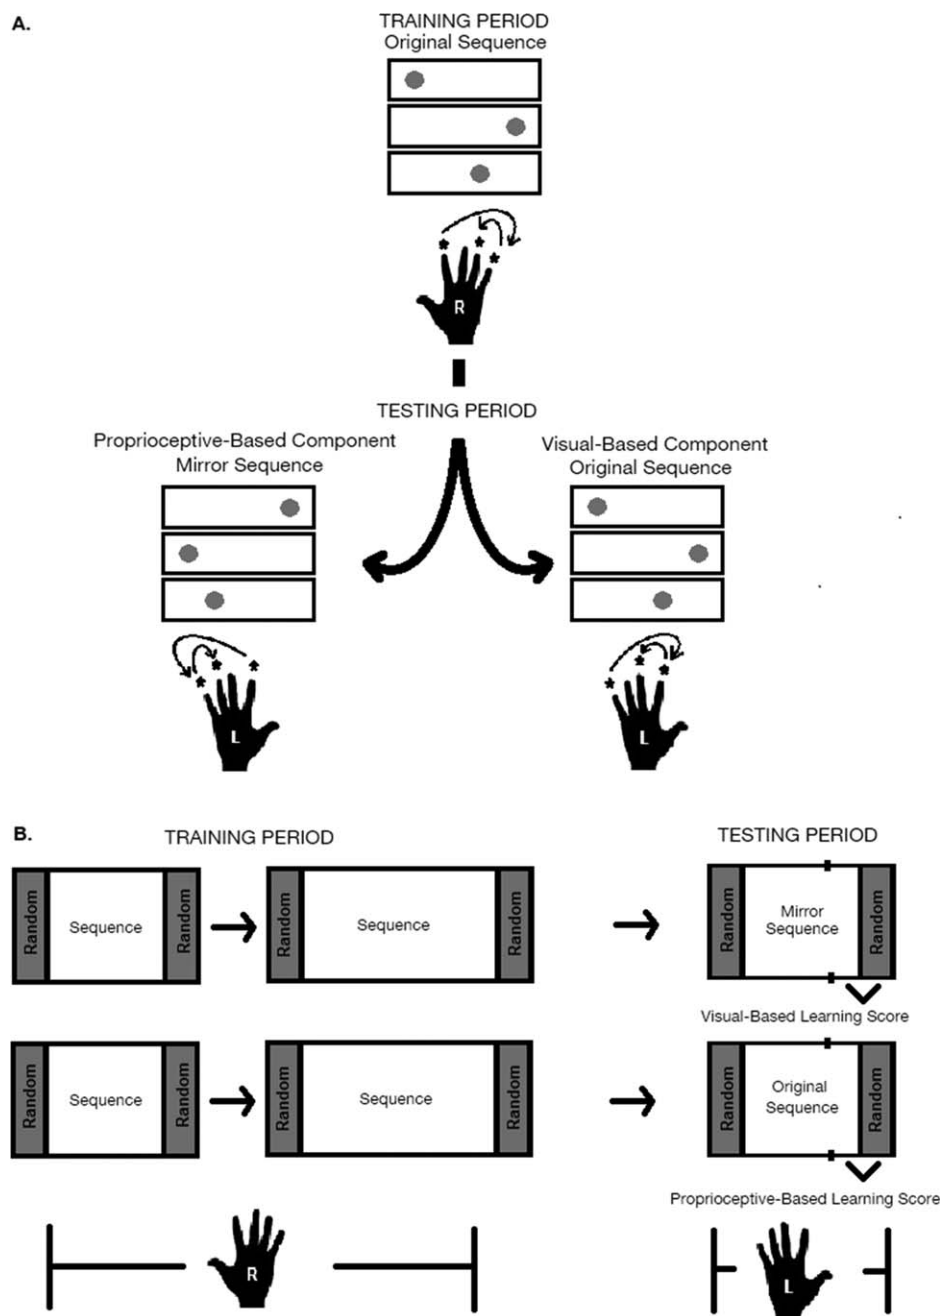 A.
TRAINING PERIOD
Original Sequence
R
TESTING PERIOD
Proprioceptive-Based Component
Mirror Sequence
Visual-Based Component
Original Sequence
L
L
B.
TRAINING PERIOD
TESTING PERIOD
Random
Sequence
Random
Random
Sequence
Random
Random
Mirror
Sequence
Random
Visual-Based Learning Score
Random
Sequence
Random
Random
Sequence
Random
Random
Original
Sequence
Random
Proprioceptive-Based Learning Score
R
L